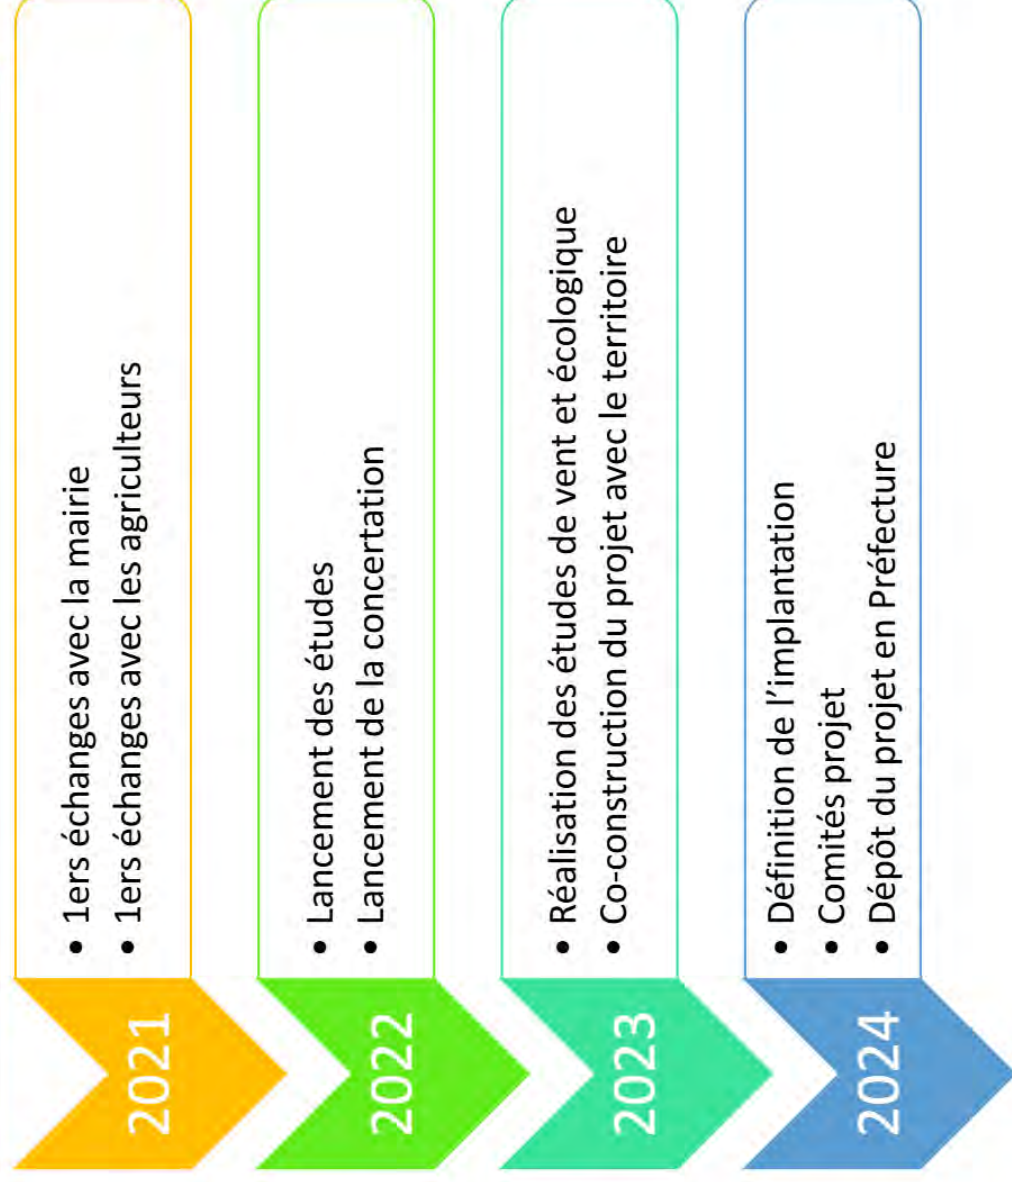 2021
• 1ers échanges avec la mairie
• 1ers échanges avec les agriculteurs
2022
• Lancement des études
• Lancement de la concertation
2023
• Réalisation des études de vent et écologique
• Co-construction du projet avec le territoire
2024
• Définition de l’implantation
• Comités projet
• Dépôt du projet en Préfecture